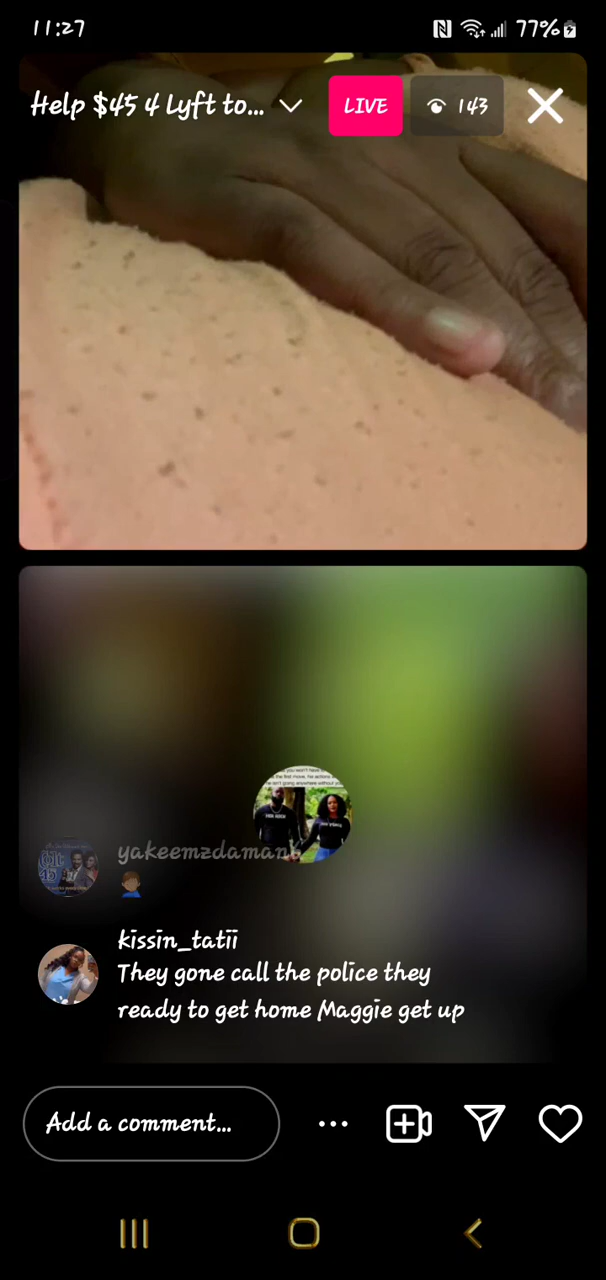 11:27
77%
Help $45 4 Lyft to...
LIVE
143
yakeemzdaman
kissin_tatii
They gone call the police they
ready to get home Maggie get up
Add a comment...